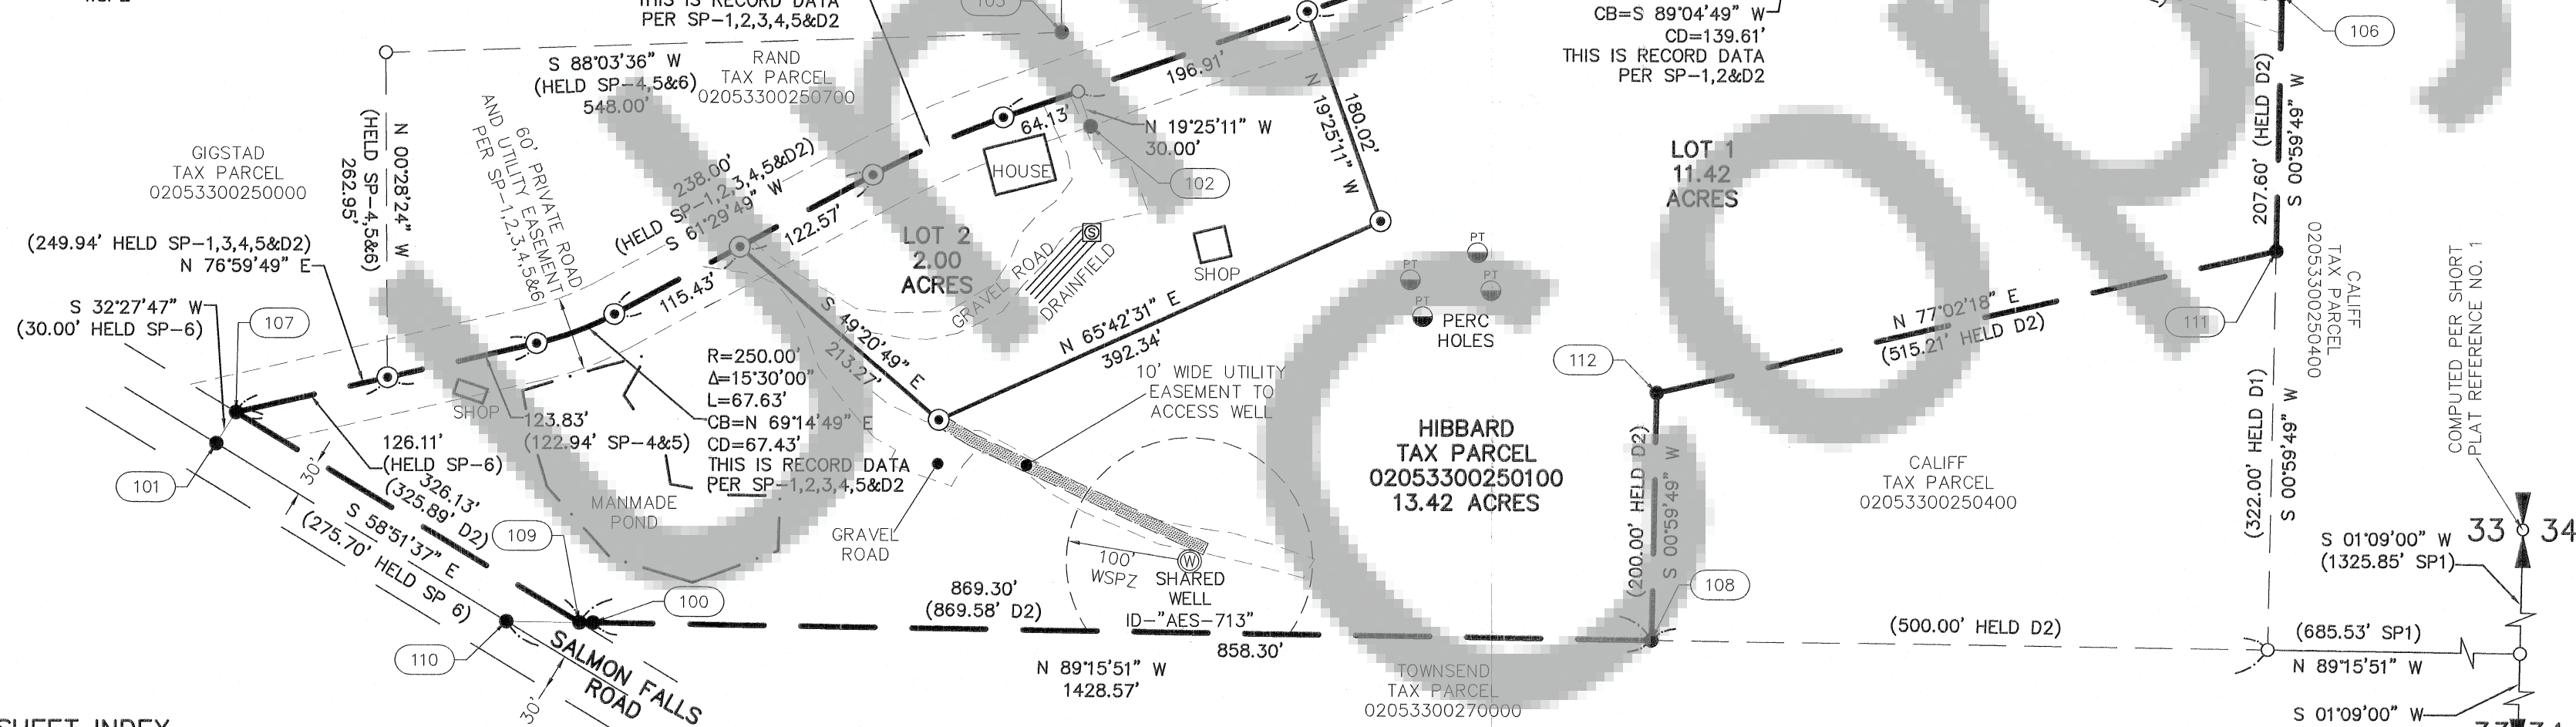 THIS IS RECORD DATA
PER SP-1,2,3,4,5&D2
103
RAND
TAX PARCEL
02053300250700
S 88°03'36" W
(HELD SP-4,5&6)
548.00'
196.91'
CB=S 89°04'49" W
CD=139.61'
THIS IS RECORD DATA
PER SP-1,2&D2
106
GIGSTAD
TAX PARCEL
02053300250000
N 00°28'24" W
(HELD SP-4,5&6)
262.95'
60' PRIVATE ROAD
AND UTILITY EASEMENT
PER SP-1,2,3,4,5&6
64.13'
HOUSE
N 19°25'11" W
30.00'
102
180.02'
N 19°25'11" W
LOT 1
11.42
ACRES
207.60' (HELD D2)
S 00°59'49" W
238.00'
(HELD SP-1,2,3,4,5&D2)
S 61°29'49" W
122.57'
LOT 2
2.00
ACRES
S
GRAVEL ROAD
DRAINFIELD
SHOP
(249.94' HELD SP-1,3,4,5&D2)
N 76°59'49" E
S 32°27'47" W
(30.00' HELD SP-6)
107
115.43'
S 49°20'49" E
213.27'
N 65°42'31" E
392.34'
PT
PT
PT
PT
PERC
HOLES
N 77°02'18" E
(515.21' HELD D2)
111
CALIFF
TAX PARCEL
02053300250400
COMPUTED PER SHORT
PLAT REFERENCE NO. 1
112
SHOP
R=250.00'
Δ=15°30'00"
L=67.63'
CB=N 69°14'49" E
CD=67.43'
THIS IS RECORD DATA
PER SP-1,2,3,4,5&D2
123.83'
(122.94' SP-4&5)
126.11'
(HELD SP-6)
10' WIDE UTILITY
EASEMENT TO
ACCESS WELL
HIBBARD
TAX PARCEL
02053300250100
13.42 ACRES
(200.00' HELD D2)
S 00°59'49" W
CALIFF
TAX PARCEL
02053300250400
(322.00' HELD D1)
S 00°59'49" W
101
30'
326.13'
(325.89' D2)
S 58°51'37" E
(275.70' HELD SP 6)
MANMADE
POND
GRAVEL
ROAD
109
100
110
100'
WSPZ
W
SHARED
WELL
ID-"AES-713"
108
33 34
S 01°09'00" W
(1325.85' SP1)
869.30'
(869.58' D2)
858.30'
N 89°15'51" W
1428.57'
(500.00' HELD D2)
(685.53' SP1)
N 89°15'51" W
SALMON FALLS
ROAD
30'
TOWNSEND
TAX PARCEL
02053300270000
S 01°09'00" W